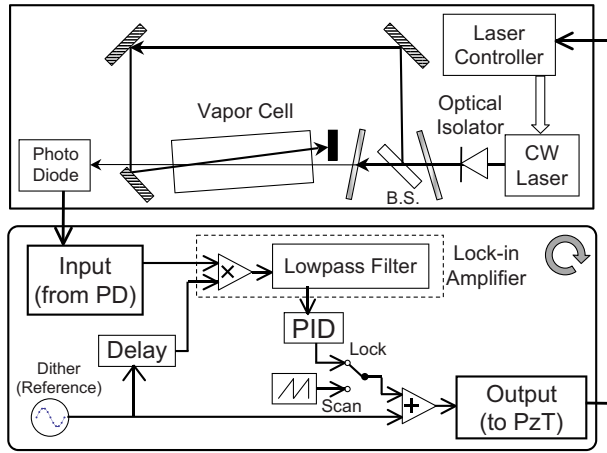 Laser
Controller
Optical
Isolator
Vapor Cell
Photo
Diode
CW
Laser
B.S.
Input
(from PD)
×
Lowpass Filter
Lock-in
Amplifier
PID
Delay
Lock
Dither
(Reference)
Scan
+
Output
(to PzT)